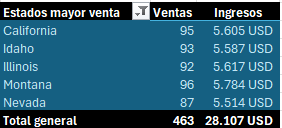 Estados mayor venta Ventas Ingresos
California 95 5.605 USD
Idaho 93 5.587 USD
Illinois 92 5.617 USD
Montana 96 5.784 USD
Nevada 87 5.514 USD
Total general 463 28.107 USD